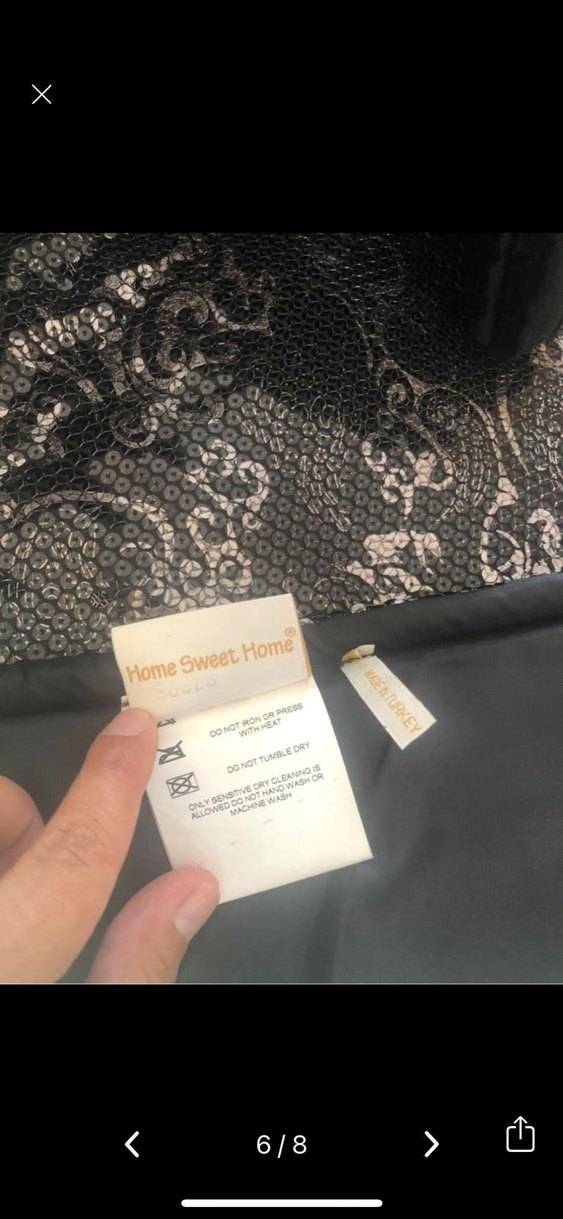 Home Sweet Home®
DO NOT IRON OR PRESS
WITH HEAT
DO NOT TUMBLE DRY
ONLY SENSITIVE DRY CLEANING IS
ALLOWED DO NOT HAND WASH OR
MACHINE WASH
MADE IN TURKEY
6 / 8